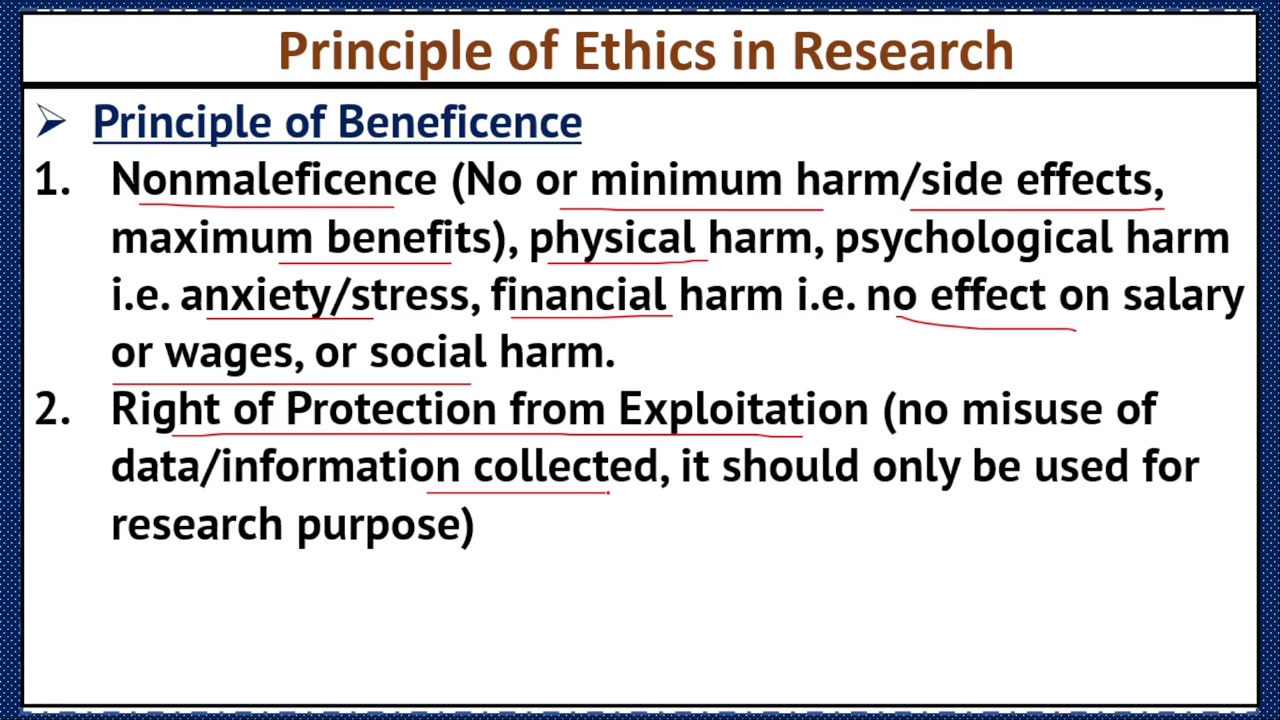 Principle of Ethics in Research
➢ Principle of Beneficence
1. Nonmaleficence (No or minimum harm/side effects,
maximum benefits), physical harm, psychological harm
i.e. anxiety/stress, financial harm i.e. no effect on salary
or wages, or social harm.
2. Right of Protection from Exploitation (no misuse of
data/information collected, it should only be used for
research purpose)